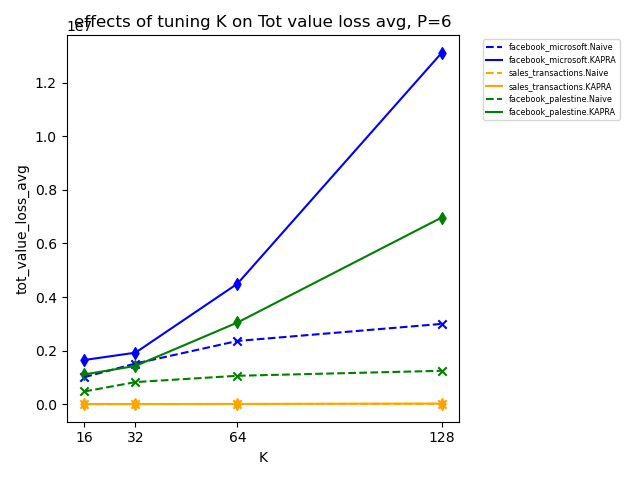 effects of tuning K on Tot value loss avg, P=6
1e7
facebook_microsoft.Naive
facebook_microsoft.KAPRA
sales_transactions.Naive
sales_transactions.KAPRA
facebook_palestine.Naive
facebook_palestine.KAPRA
tot_value_loss_avg
1.2
1.0
0.8
0.6
0.4
0.2
0.0
16
32
64
128
K